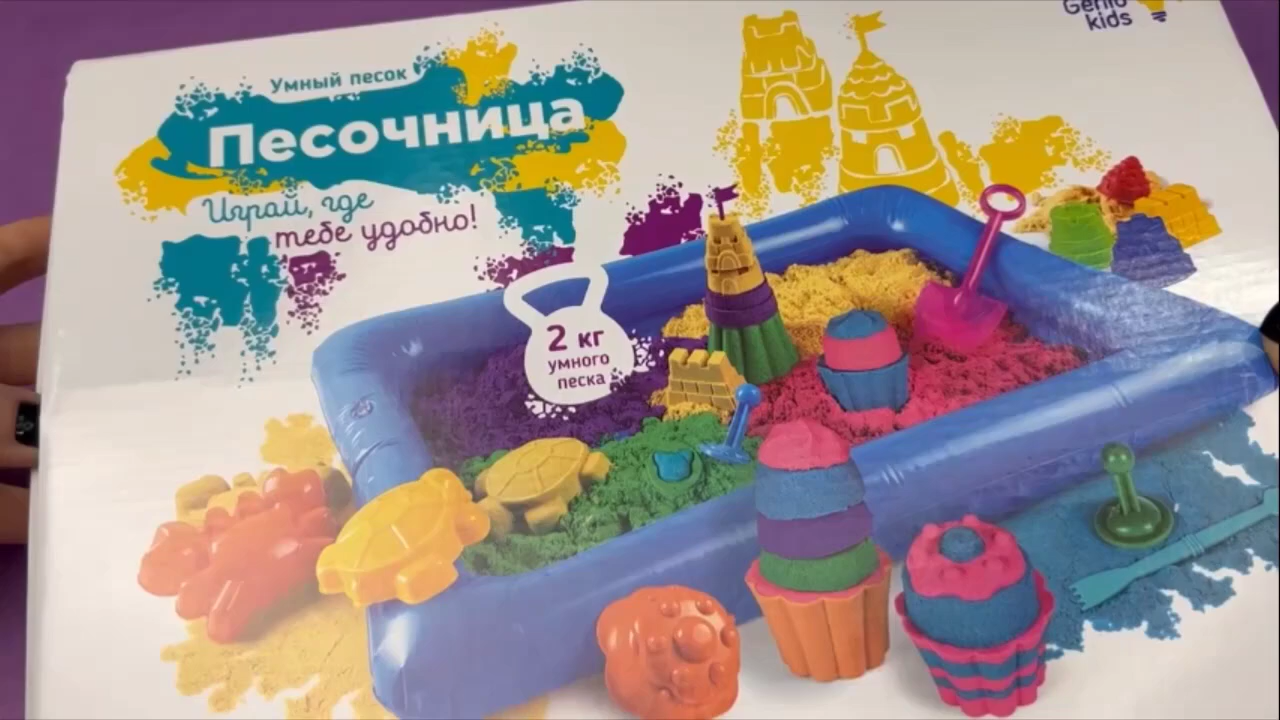 Genio
kids
Умный песок
Песочница
Играй, где
тебе удобно!
2 кг
умного
песка